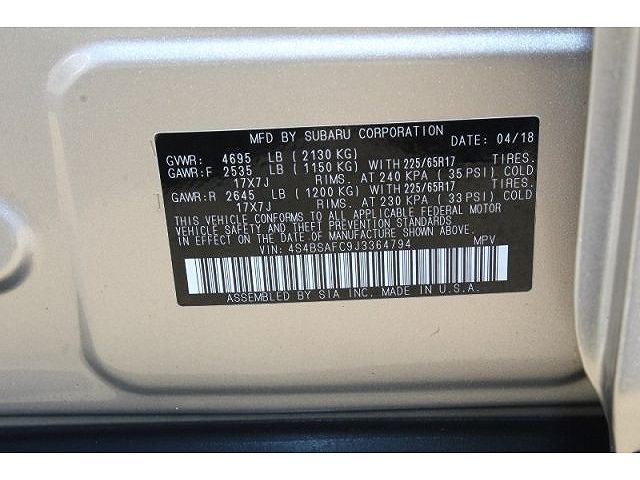 MFD BY SUBARU CORPORATION DATE: 04/18
GVWR: 4695 LB (2130 KG)
GAWR:F 2535 LB (1150 KG) WITH 225/65R17 TIRES.
17X7J RIMS. AT 240 KPA (35 PSI) COLD
GAWR:R 2645 LB (1200 KG) WITH 225/65R17 TIRES.
17X7J RIMS. AT 230 KPA (33 PSI) COLD
THIS VEHICLE CONFORMS TO ALL APPLICABLE FEDERAL MOTOR
VEHICLE SAFETY AND THEFT PREVENTION STANDARDS IN EFFECT ON
THE DATE OF MANUFACTURE SHOWN ABOVE.
VIN: 4S4BSAFC9J3364794 MPV
ASSEMBLED BY SIA INC. MADE IN U.S.A.